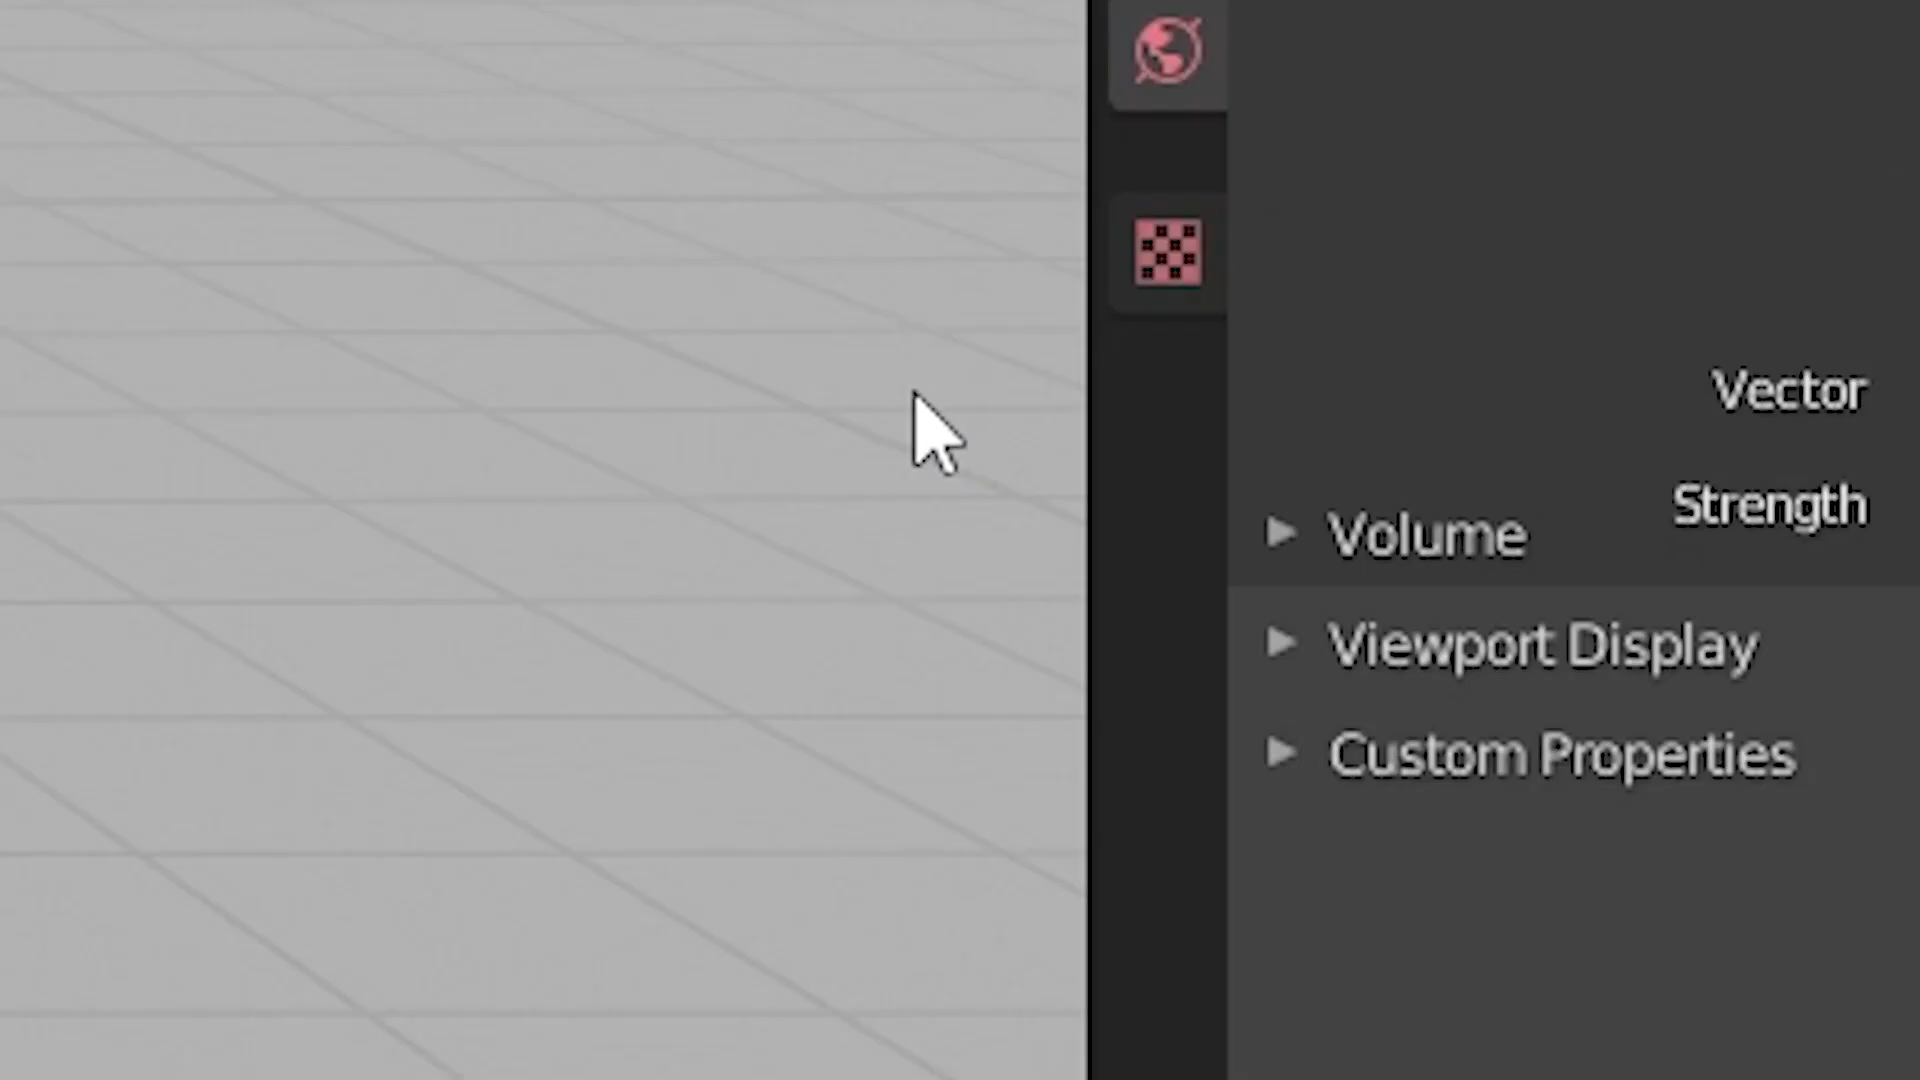 Vector
Strength
Volume
Viewport Display
Custom Properties